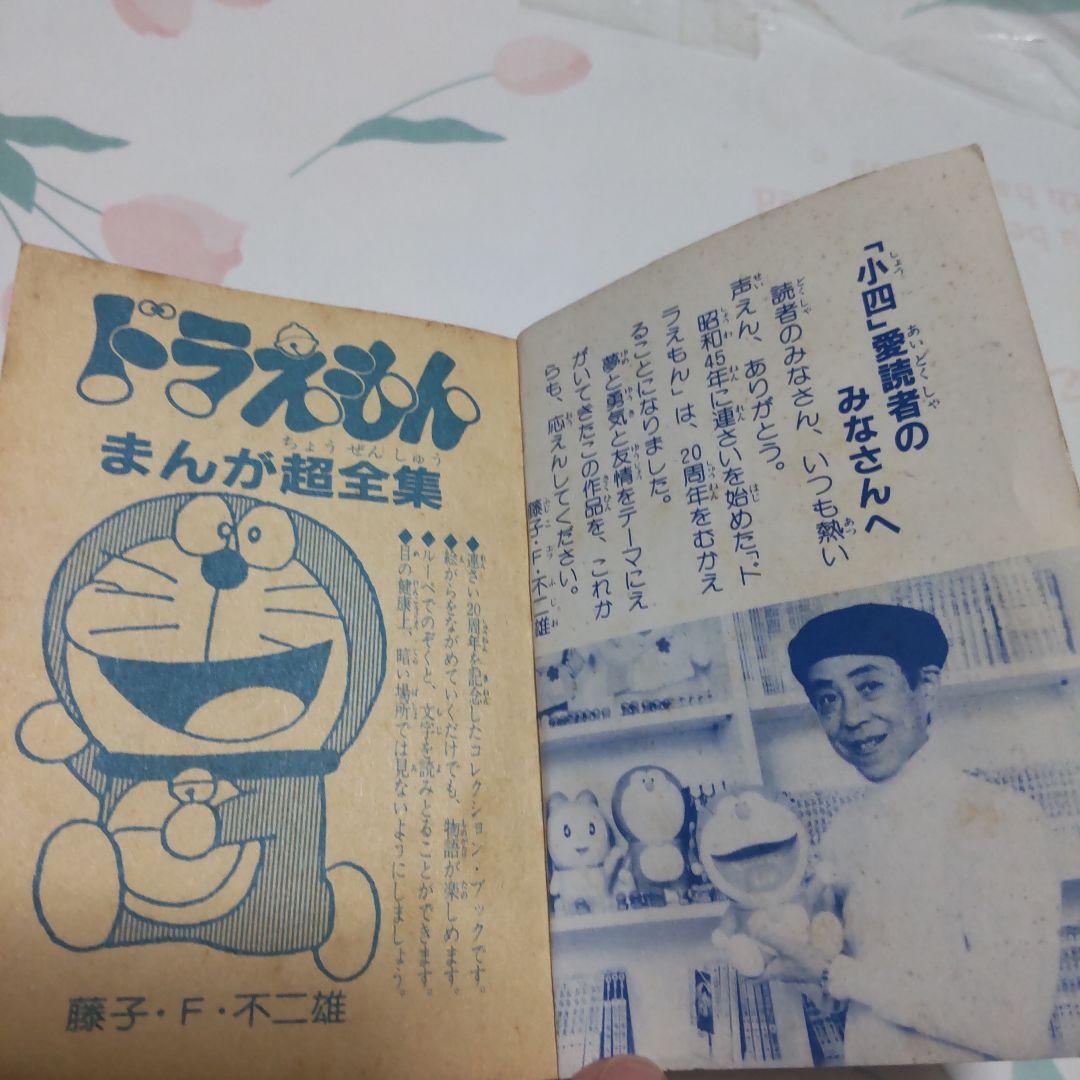 「小四」愛読者の
みなさんへ
読者のみなさん、いつも熱い
声えん、ありがとう。
昭和45年に連さいを始めた「ド
ラえもん」は、20周年をむかえ
ることになりました。
夢と勇気と友情をテーマにえ
がいてきたこの作品を、これか
らも、応えんしてください。
藤子・F・不二雄
ドラえもん
まんが超全集
◆連さい20周年を記念したコレクション・ブックです。
◆絵がらをながめていくだけでも、物語が楽しめます。
◆ルーペでのぞくと、文字を読みとることができます。
◆目の健康上、暗い場所では見ないようにしましょう。
藤子・F・不二雄